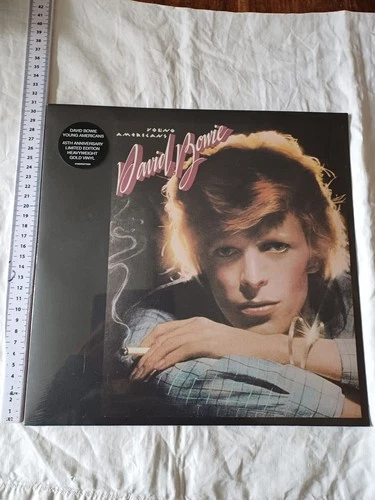 DAVID BOWIE
YOUNG AMERICANS
45TH ANNIVERSARY
LIMITED EDITION
HEAVYWEIGHT
GOLD VINYL
YOUNG
AMERICANS
David Bowie